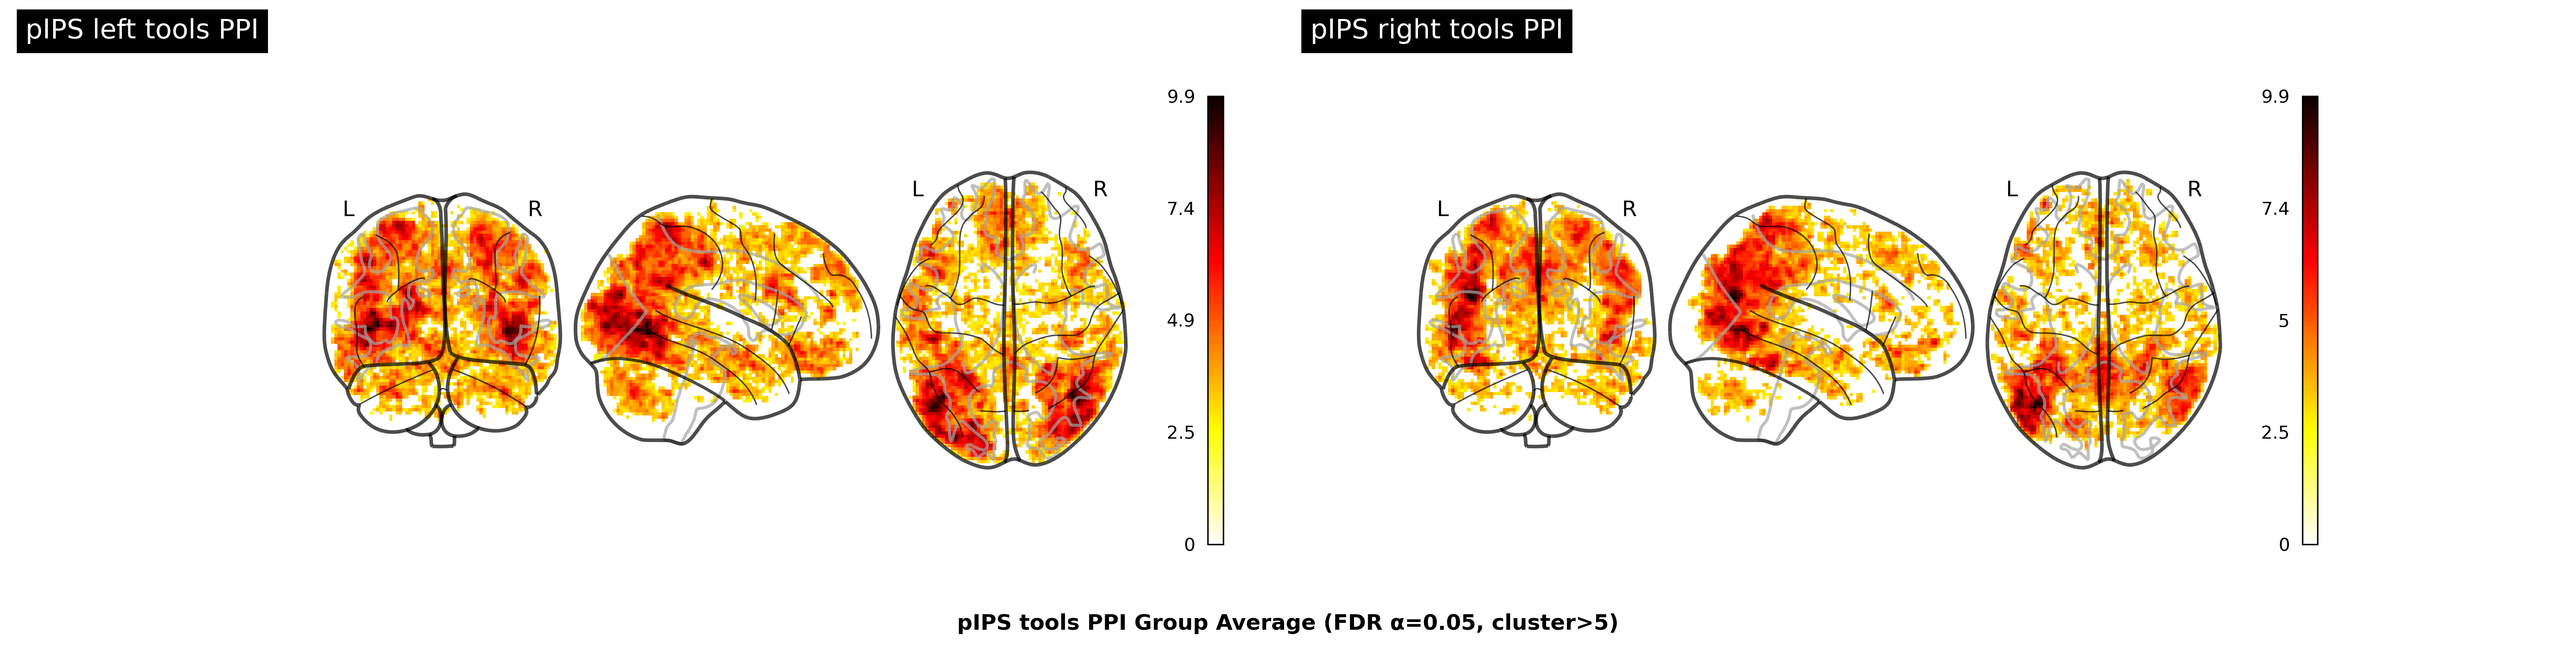 pIPS left tools PPI
pIPS right tools PPI
L
R
L
R
9.9
7.4
4.9
2.5
0
L
R
L
R
9.9
7.4
5
2.5
0
pIPS tools PPI Group Average (FDR α=0.05, cluster>5)